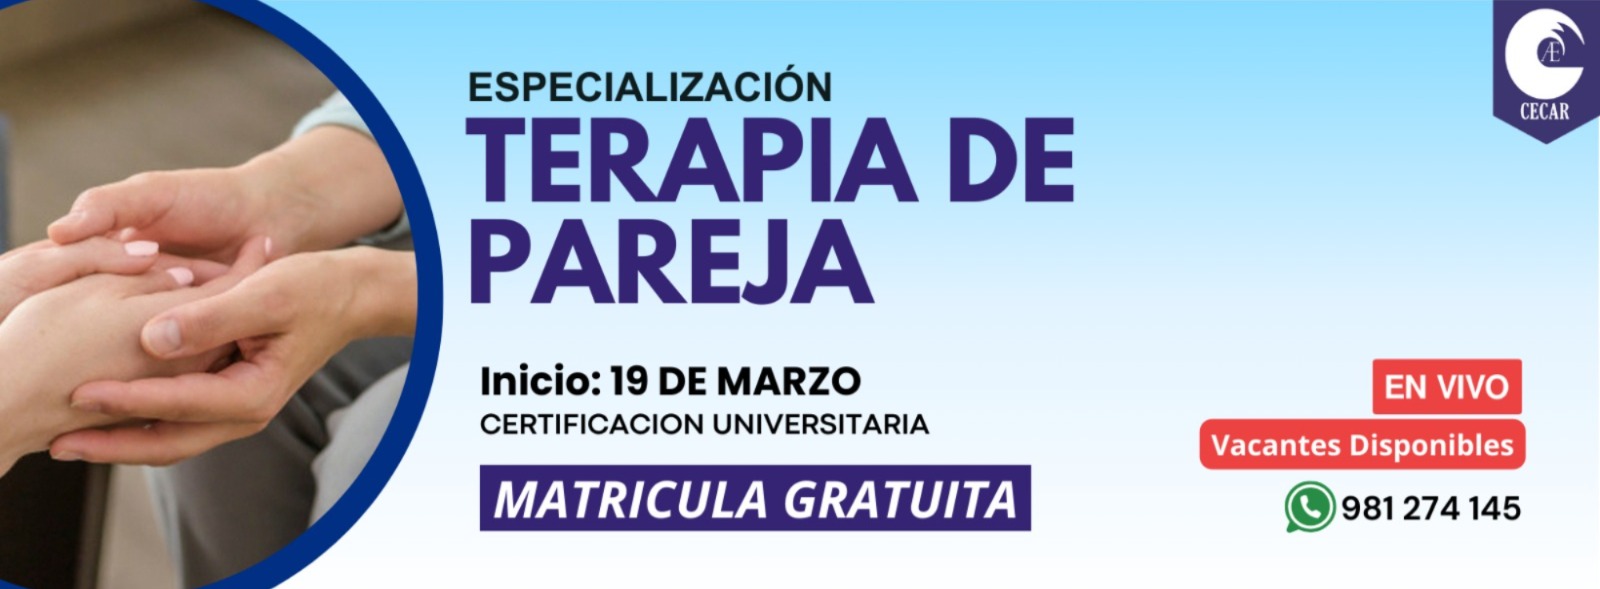 ESPECIALIZACIÓN
TERAPIA DE
PAREJA
Inicio: 19 DE MARZO
CERTIFICACION UNIVERSITARIA
MATRICULA GRATUITA
Æ
CECAR
EN VIVO
Vacantes Disponibles
981 274 145